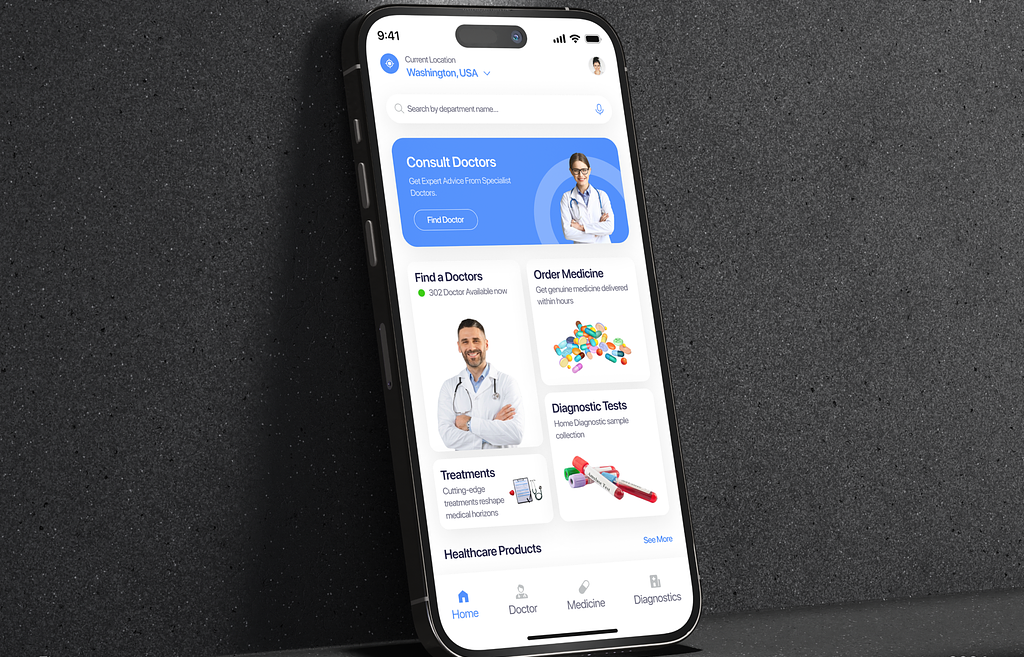 9:41
Current Location
Washington, USA
Search by department name...
Consult Doctors
Get Expert Advice From Specialist
Doctors.
Find Doctor
Find a Doctors
302 Doctor Available now
Order Medicine
Get genuine medicine delivered
within hours
Diagnostic Tests
Home Diagnostic sample
collection
Treatments
Cutting-edge
treatments reshape
medical horizons
Healthcare Products
See More
Home
Doctor
Medicine
Diagnostics